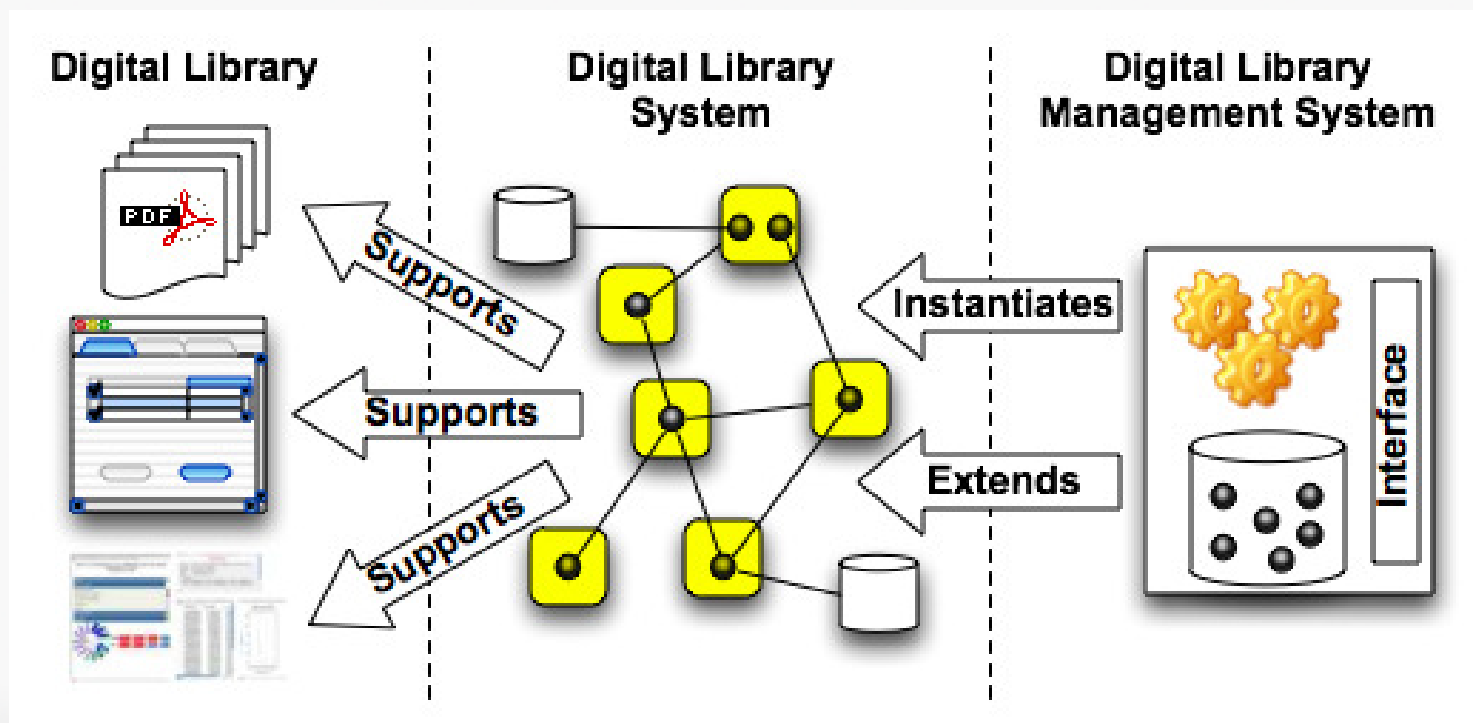 Digital Library
Digital Library
System
Digital Library
Management System
PDF
Supports
Supports
Supports
Instantiates
Extends
Interface